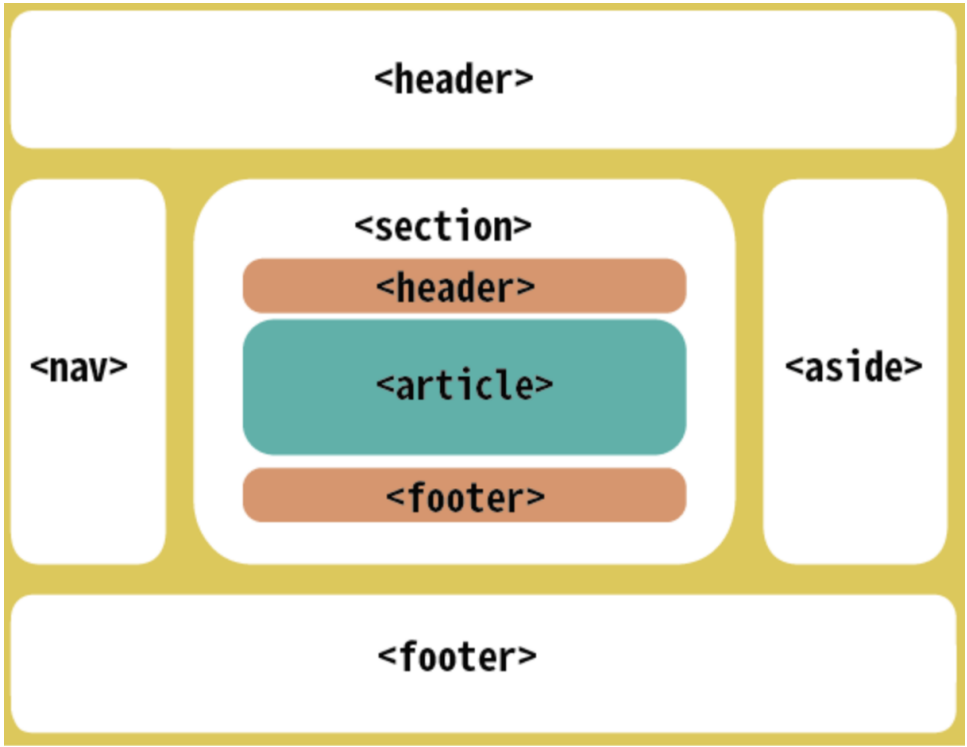 <header>
<nav>
<section>
<header>
<article>
<footer>
<aside>
<footer>